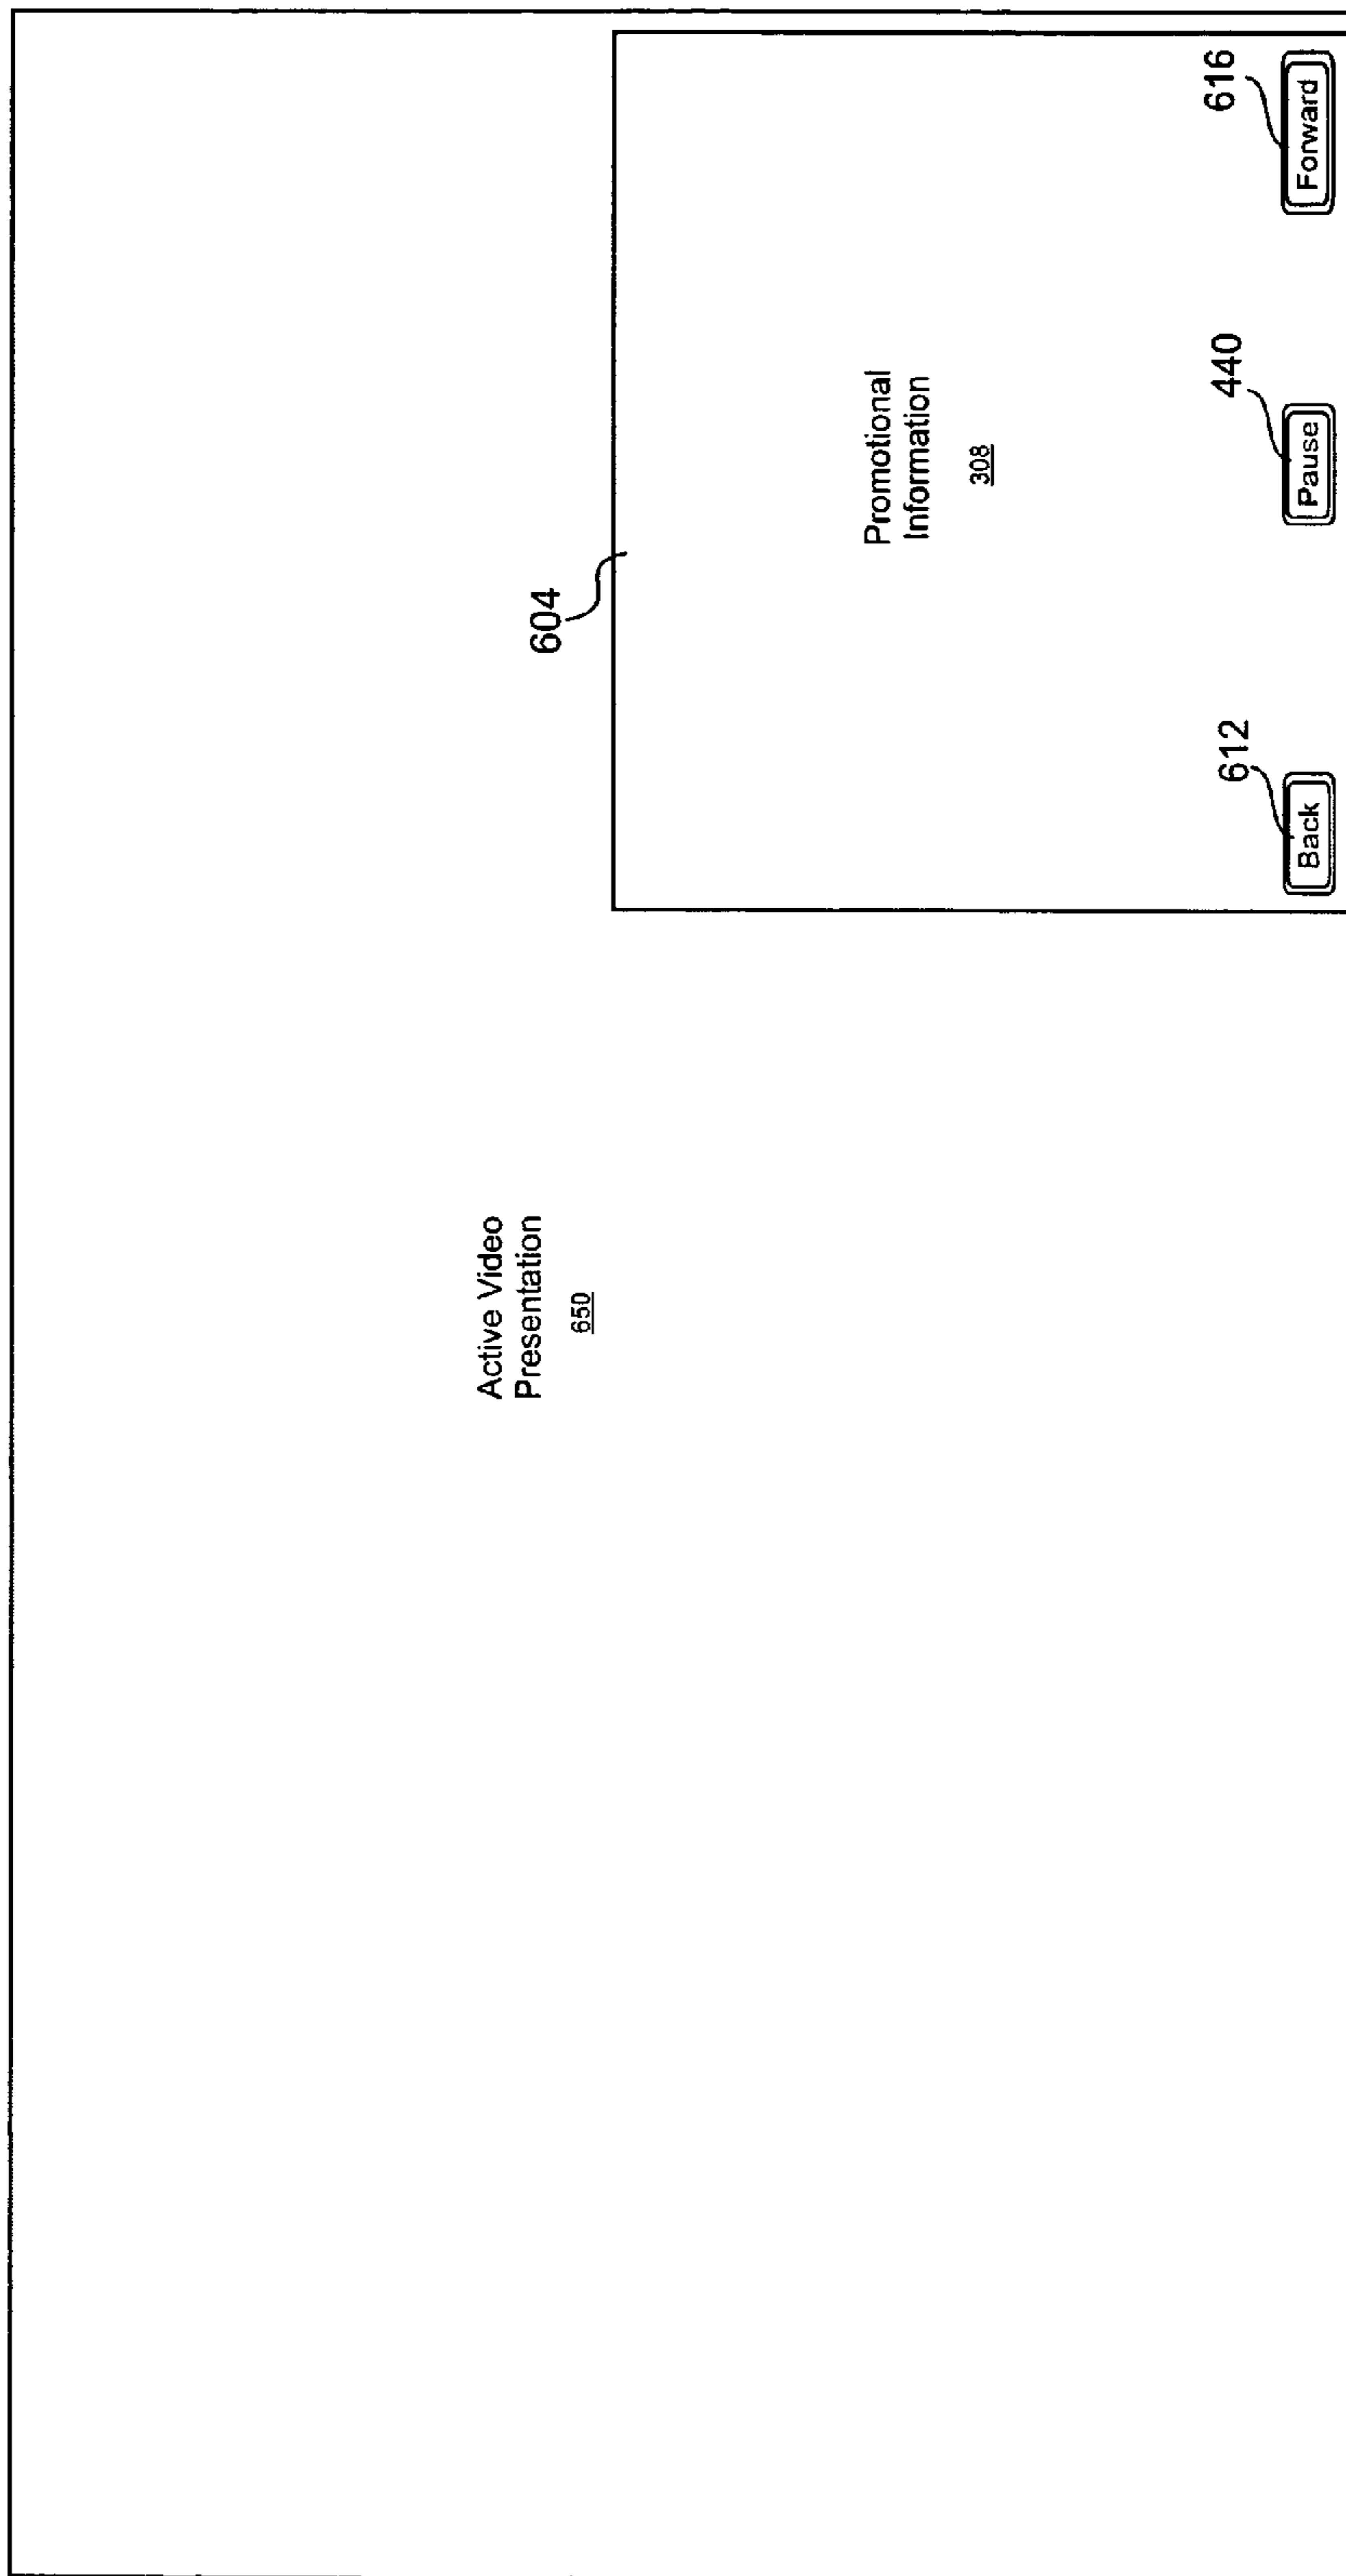 604
Active Video
Presentation
650
Promotional
Information
308
612
440
616
Back
Pause
Forward